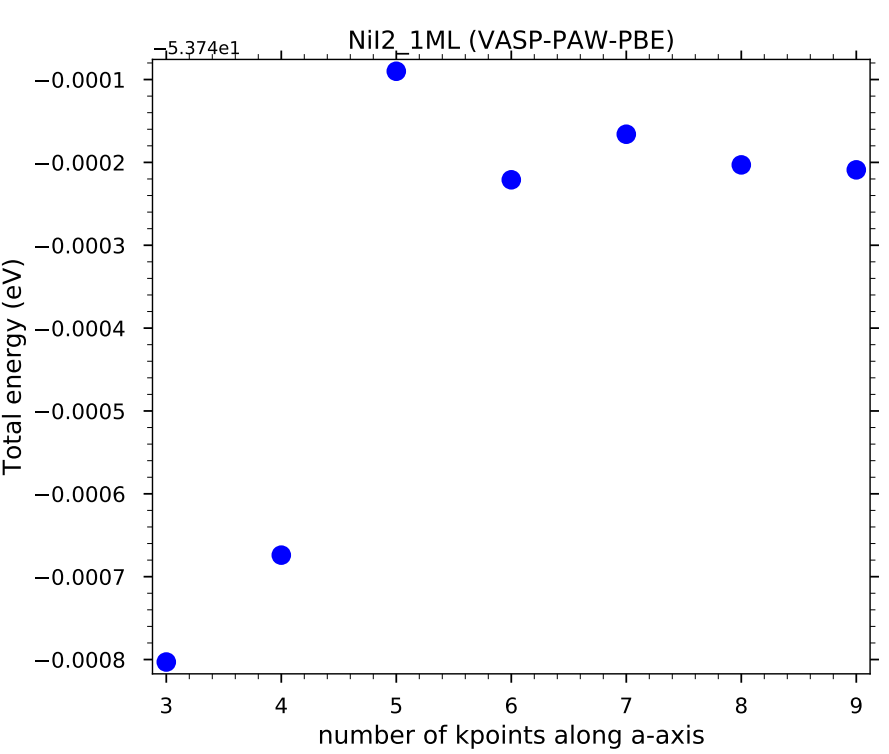 NiI2_1ML (VASP-PAW-PBE)
−5.374e1
−0.0001
−0.0002
−0.0003
−0.0004
−0.0005
−0.0006
−0.0007
−0.0008
Total energy (eV)
3 4 5 6 7 8 9
number of kpoints along a-axis